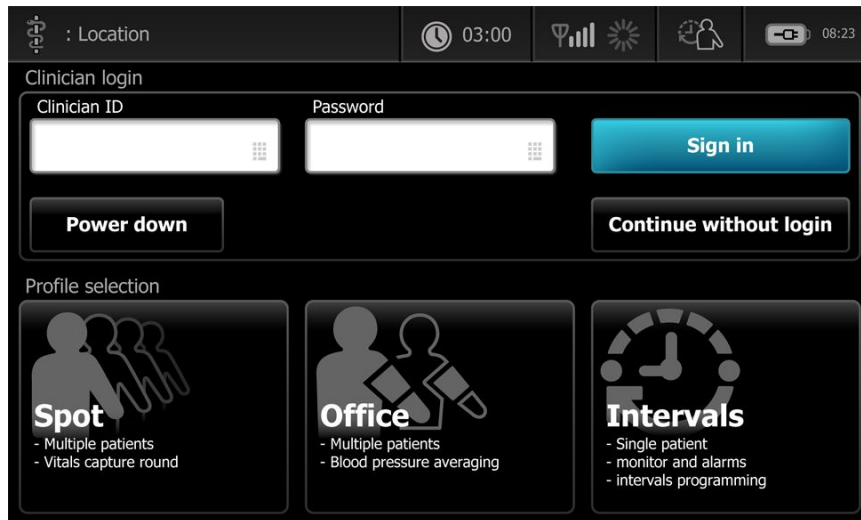 : Location
03:00
08:23
Clinician login
Clinician ID
Password
Sign in
Power down
Continue without login
Profile selection
Spot
- Multiple patients
- Vitals capture round
Office
- Multiple patients
- Blood pressure averaging
Intervals
- Single patient
- monitor and alarms
- intervals programming